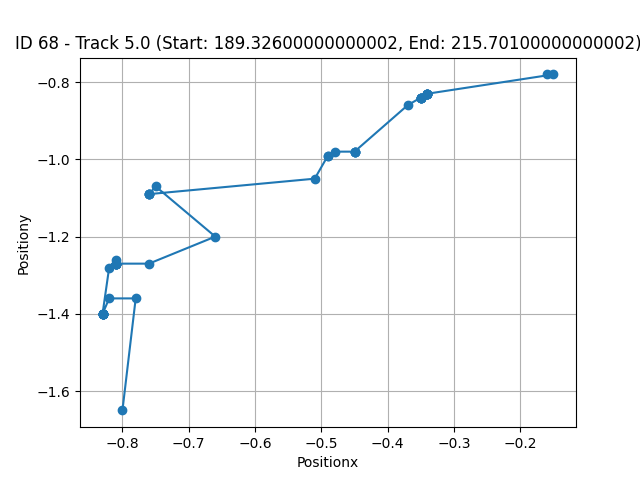 ID 68 - Track 5.0 (Start: 189.32600000000002, End: 215.70100000000002)
−0.8
−1.0
−1.2
−1.4
−1.6
Positiony
−0.8 −0.7 −0.6 −0.5 −0.4 −0.3 −0.2
Positionx